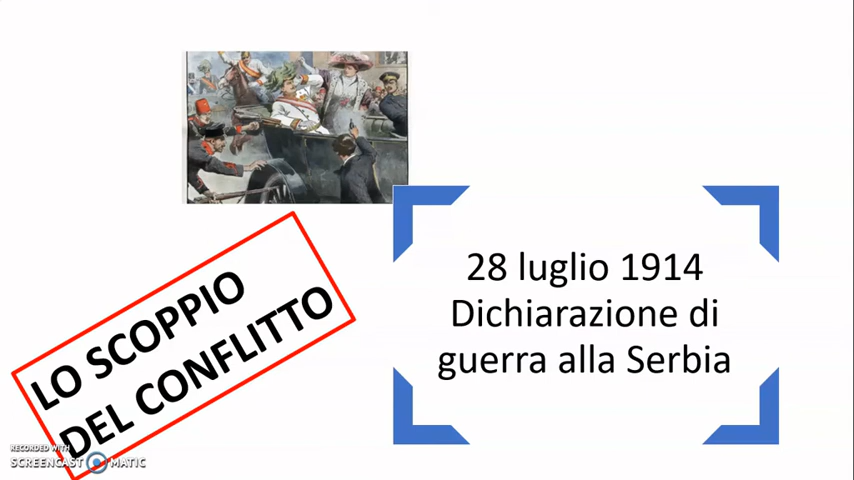 LO SCOPPIO
DEL CONFLITTO
28 luglio 1914
Dichiarazione di
guerra alla Serbia
RECORDED WITH
SCREENCAST MATIC